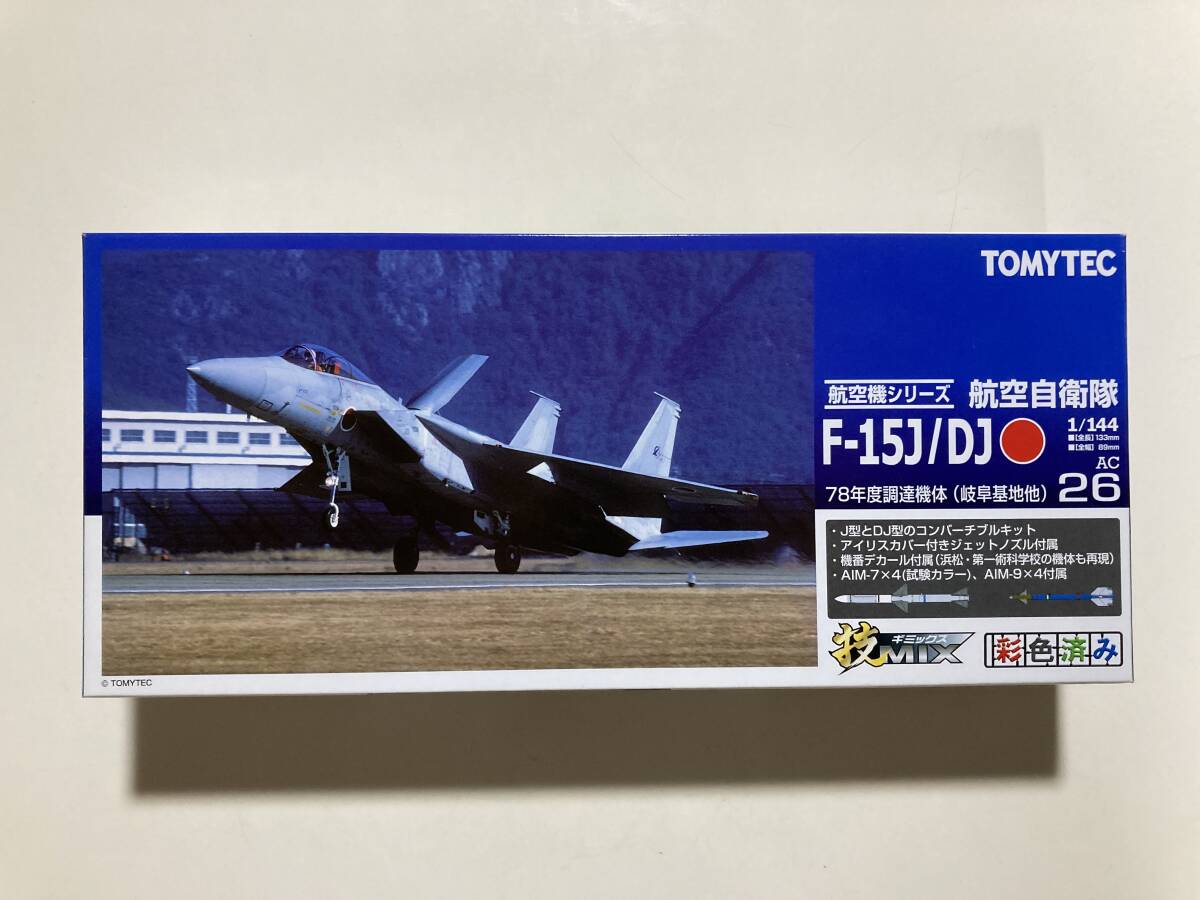 TOMYTEC
航空機シリーズ 航空自衛隊
F-15J/DJ
1/144
■[全長] 133mm
■[全幅] 89mm
AC
26
78年度調達機体（岐阜基地他）
・J型とDJ型のコンバーチブルキット
・アイリスカバー付きジェットノズル付属
・機番デカール付属（浜松・第一術科学校の機体も再現）
・AIM-7×4(試験カラー)、AIM-9×4付属
技MIX
ギミックス
彩色済み
© TOMYTEC